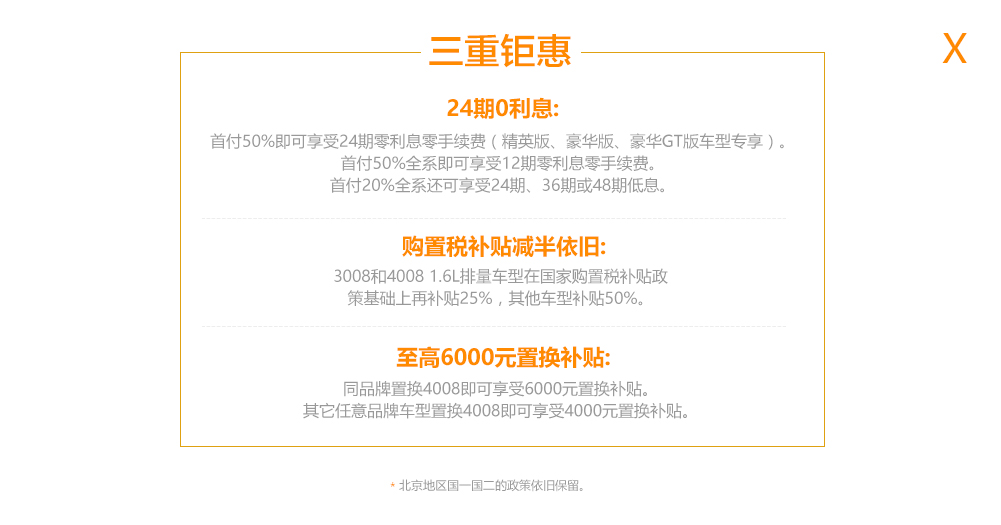 三重钜惠
X
24期0利息:
首付50%即可享受24期零利息零手续费（精英版、豪华版、豪华GT版车型专享）。
首付50%全系即可享受12期零利息零手续费。
首付20%全系还可享受24期、36期或48期低息。
购置税补贴减半依旧:
3008和4008 1.6L排量车型在国家购置税补贴政
策基础上再补贴25%，其他车型补贴50%。
至高6000元置换补贴:
同品牌置换4008即可享受6000元置换补贴。
其它任意品牌车型置换4008即可享受4000元置换补贴。
* 北京地区国一国二的政策依旧保留。